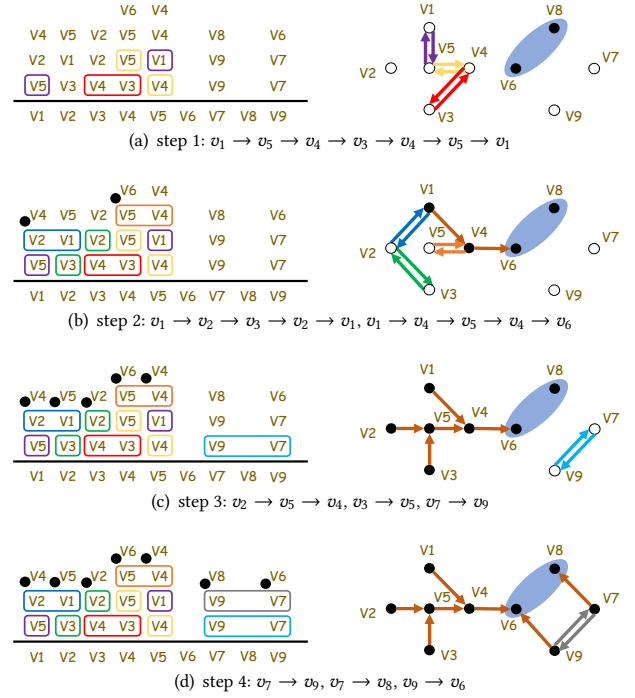 V6 V4
V4 V5 V2 V5 V4 V8 V6
V2 V1 V2 V5 V1 V9 V7
V5 V3 V4 V3 V4 V9 V7
V1 V2 V3 V4 V5 V6 V7 V8 V9
V1 V8
V5 V4 V7
V2
V6
V3 V9
(a) step 1: v₁ → v₅ → v₄ → v₃ → v₄ → v₅ → v₁
V6 V4
V4 V5 V2 V5 V4 V8 V6
V2 V1 V2 V5 V1 V9 V7
V5 V3 V4 V3 V4 V9 V7
V1 V2 V3 V4 V5 V6 V7 V8 V9
V1 V8
V5 V4 V7
V2
V6
V3 V9
(b) step 2: v₁ → v₂ → v₃ → v₂ → v₁, v₁ → v₄ → v₅ → v₄ → v₆
V6 V4
V4 V5 V2 V5 V4 V8 V6
V2 V1 V2 V5 V1 V9 V7
V5 V3 V4 V3 V4 V9 V7
V1 V2 V3 V4 V5 V6 V7 V8 V9
V1 V8
V5 V4 V7
V2
V6
V3 V9
(c) step 3: v₂ → v₅ → v₄, v₃ → v₅, v₇ → v₉
V6 V4
V4 V5 V2 V5 V4 V8 V6
V2 V1 V2 V5 V1 V9 V7
V5 V3 V4 V3 V4 V9 V7
V1 V2 V3 V4 V5 V6 V7 V8 V9
V1 V8
V5 V4 V7
V2
V6
V3 V9
(d) step 4: v₇ → v₉, v₇ → v₈, v₉ → v₆